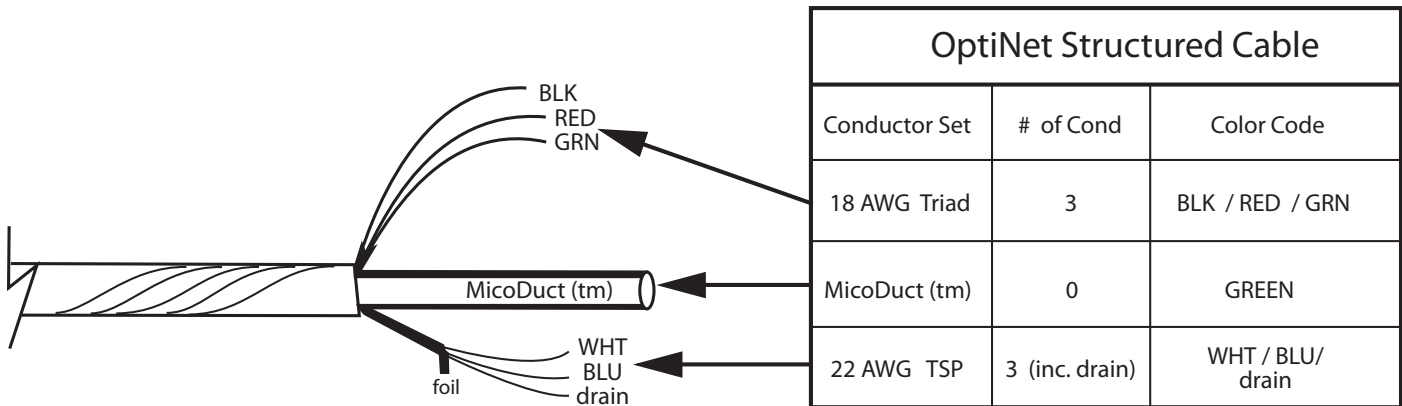 BLK
RED
GRN
MicoDuct (tm)
WHT
BLU
drain
foil
OptiNet Structured Cable
Conductor Set # of Cond Color Code
18 AWG Triad 3 BLK / RED / GRN
MicoDuct (tm) 0 GREEN
22 AWG TSP 3 (inc. drain) WHT / BLU/
drain